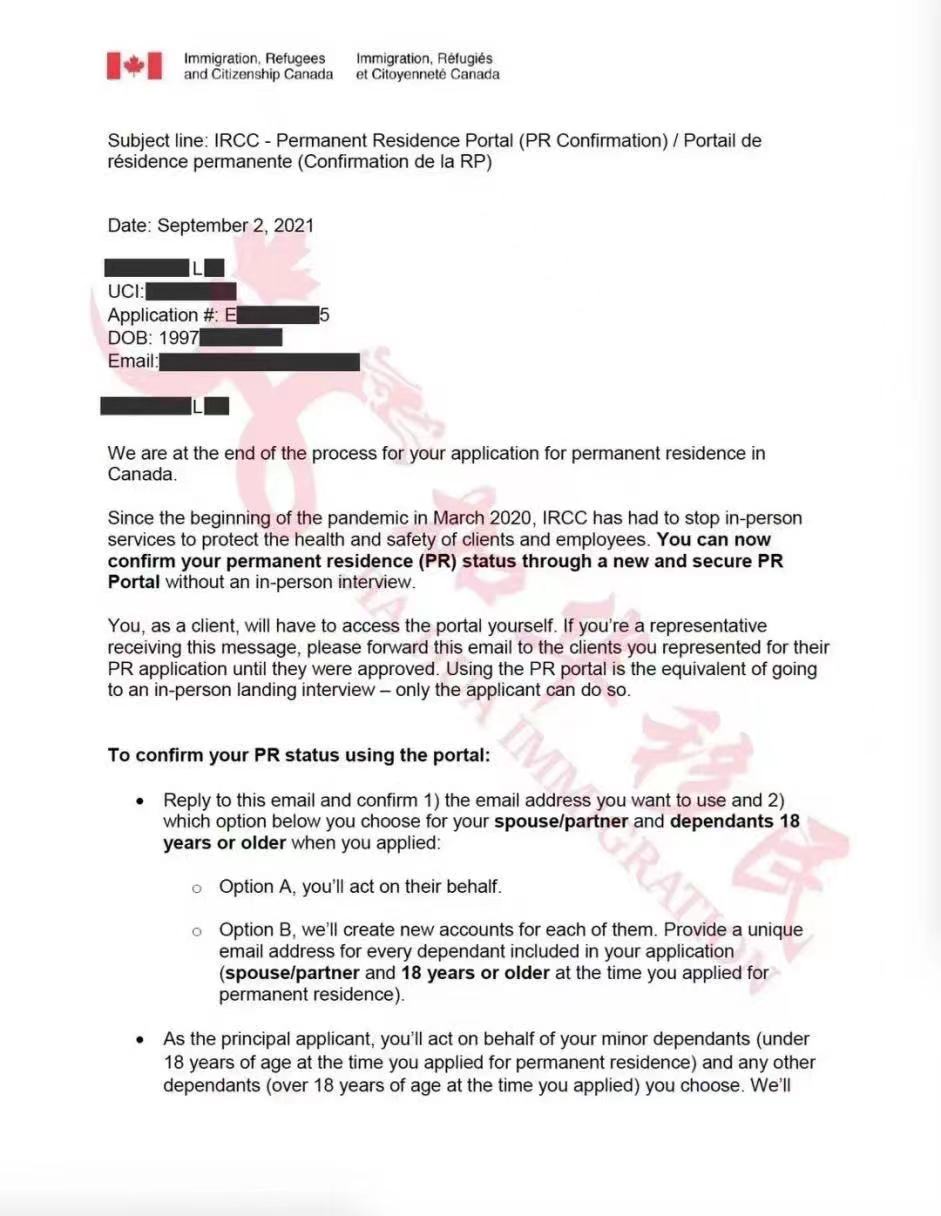 Immigration, Refugees
and Citizenship Canada
Immigration, Réfugiés
et Citoyenneté Canada
Subject line: IRCC - Permanent Residence Portal (PR Confirmation) / Portail de
résidence permanente (Confirmation de la RP)
Date: September 2, 2021
L
UCI:
Application #: E 5
DOB: 1997
Email:
L
We are at the end of the process for your application for permanent residence in
Canada.
Since the beginning of the pandemic in March 2020, IRCC has had to stop in-person
services to protect the health and safety of clients and employees. You can now
confirm your permanent residence (PR) status through a new and secure PR
Portal without an in-person interview.
You, as a client, will have to access the portal yourself. If you're a representative
receiving this message, please forward this email to the clients you represented for their
PR application until they were approved. Using the PR portal is the equivalent of going
to an in-person landing interview – only the applicant can do so.
To confirm your PR status using the portal:
• Reply to this email and confirm 1) the email address you want to use and 2)
which option below you choose for your spouse/partner and dependants 18
years or older when you applied:
o Option A, you'll act on their behalf.
o Option B, we'll create new accounts for each of them. Provide a unique
email address for every dependant included in your application
(spouse/partner and 18 years or older at the time you applied for
permanent residence).
• As the principal applicant, you'll act on behalf of your minor dependants (under
18 years of age at the time you applied for permanent residence) and any other
dependants (over 18 years of age at the time you applied) you choose. We'll
华移民
IMMIGRATION